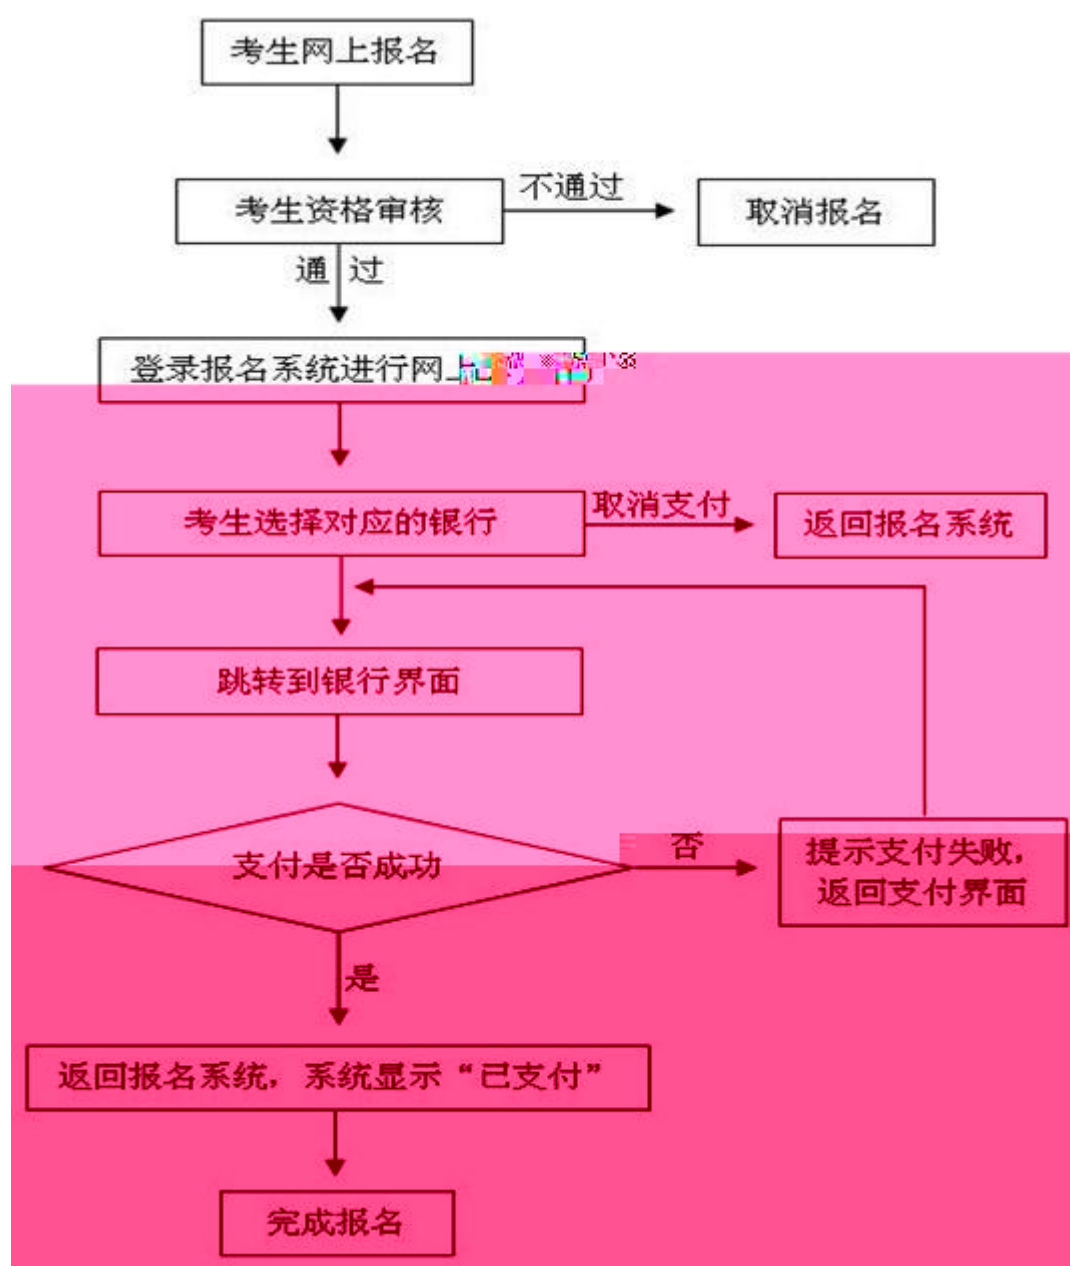 考生网上报名
不通过
考生资格审核
取消报名
通过
登录报名系统进行网
取消支付
考生选择对应的银行
返回报名系统
跳转到银行界面
否
支付是否成功
提示支付失败，
返回支付界面
是
返回报名系统，系统显示“已支付”
完成报名